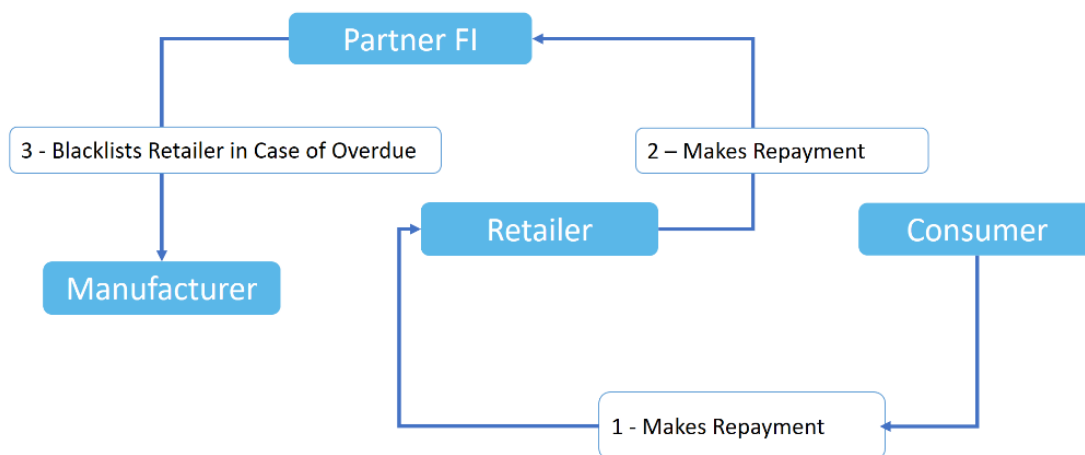 Partner FI
3 - Blacklists Retailer in Case of Overdue
2 – Makes Repayment
Retailer
Consumer
Manufacturer
1 - Makes Repayment